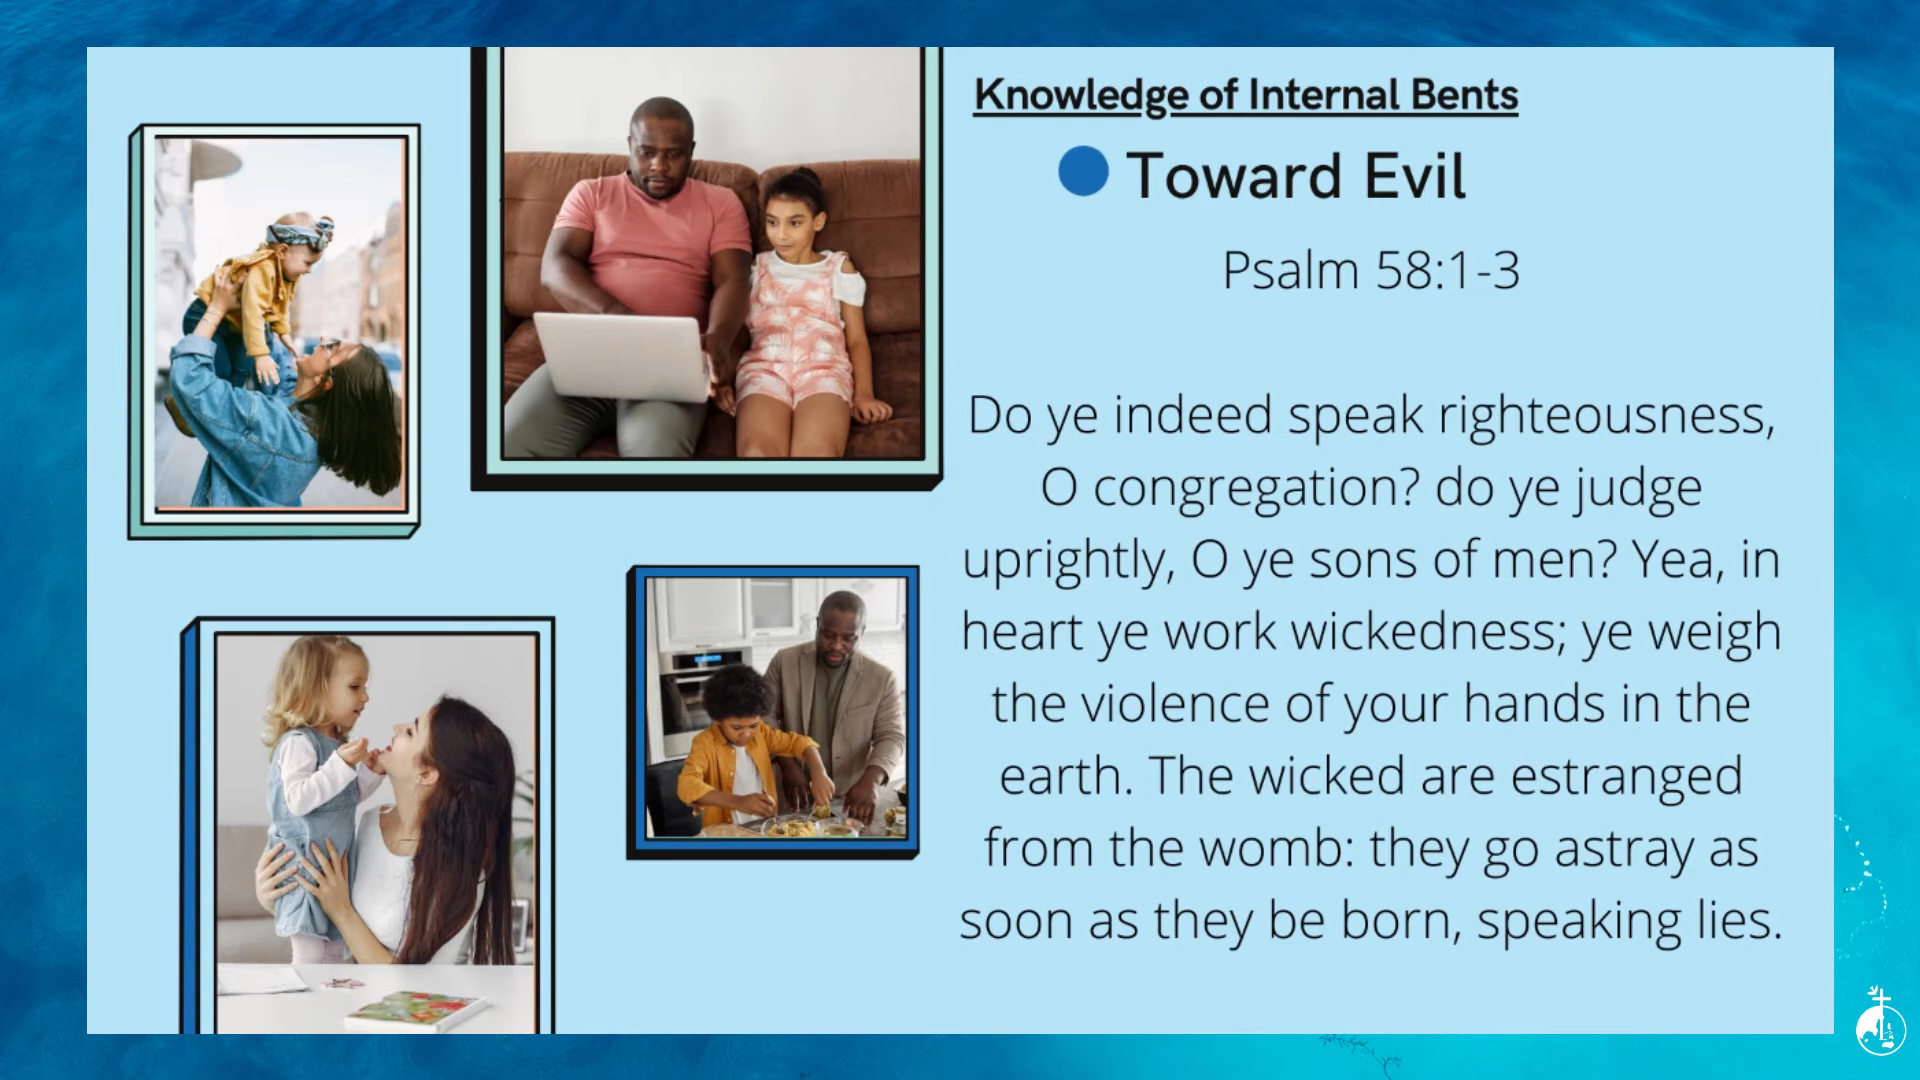 Knowledge of Internal Bents
Toward Evil
Psalm 58:1-3
Do ye indeed speak righteousness,
O congregation? do ye judge
uprightly, O ye sons of men? Yea, in
heart ye work wickedness; ye weigh
the violence of your hands in the
earth. The wicked are estranged
from the womb: they go astray as
soon as they be born, speaking lies.